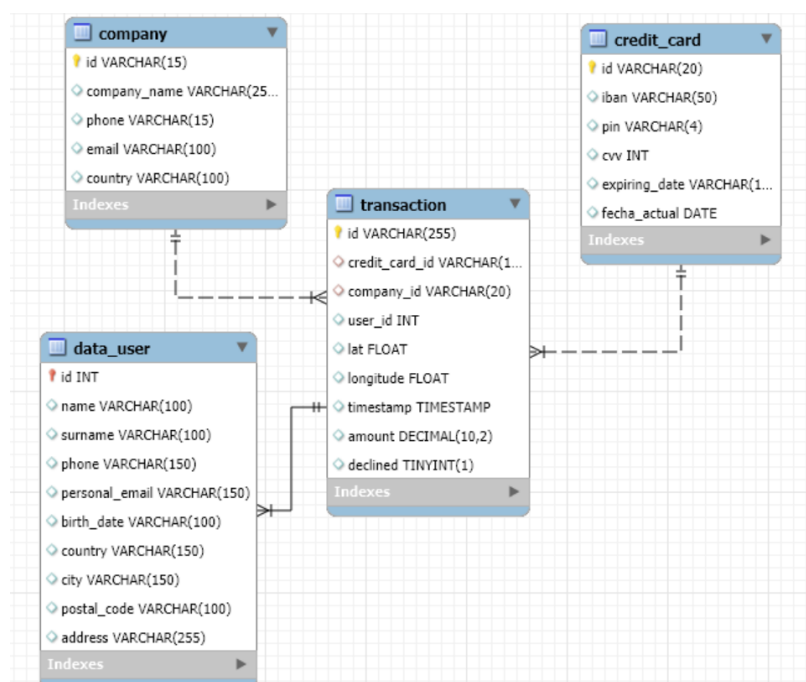 company
id VARCHAR(15)
company_name VARCHAR(25...
phone VARCHAR(15)
email VARCHAR(100)
country VARCHAR(100)
Indexes
credit_card
id VARCHAR(20)
iban VARCHAR(50)
pin VARCHAR(4)
cvv INT
expiring_date VARCHAR(1...
fecha_actual DATE
Indexes
transaction
id VARCHAR(255)
credit_card_id VARCHAR(1...
company_id VARCHAR(20)
user_id INT
lat FLOAT
longitude FLOAT
timestamp TIMESTAMP
amount DECIMAL(10,2)
declined TINYINT(1)
Indexes
data_user
id INT
name VARCHAR(100)
surname VARCHAR(100)
phone VARCHAR(150)
personal_email VARCHAR(150)
birth_date VARCHAR(100)
country VARCHAR(150)
city VARCHAR(150)
postal_code VARCHAR(100)
address VARCHAR(255)
Indexes